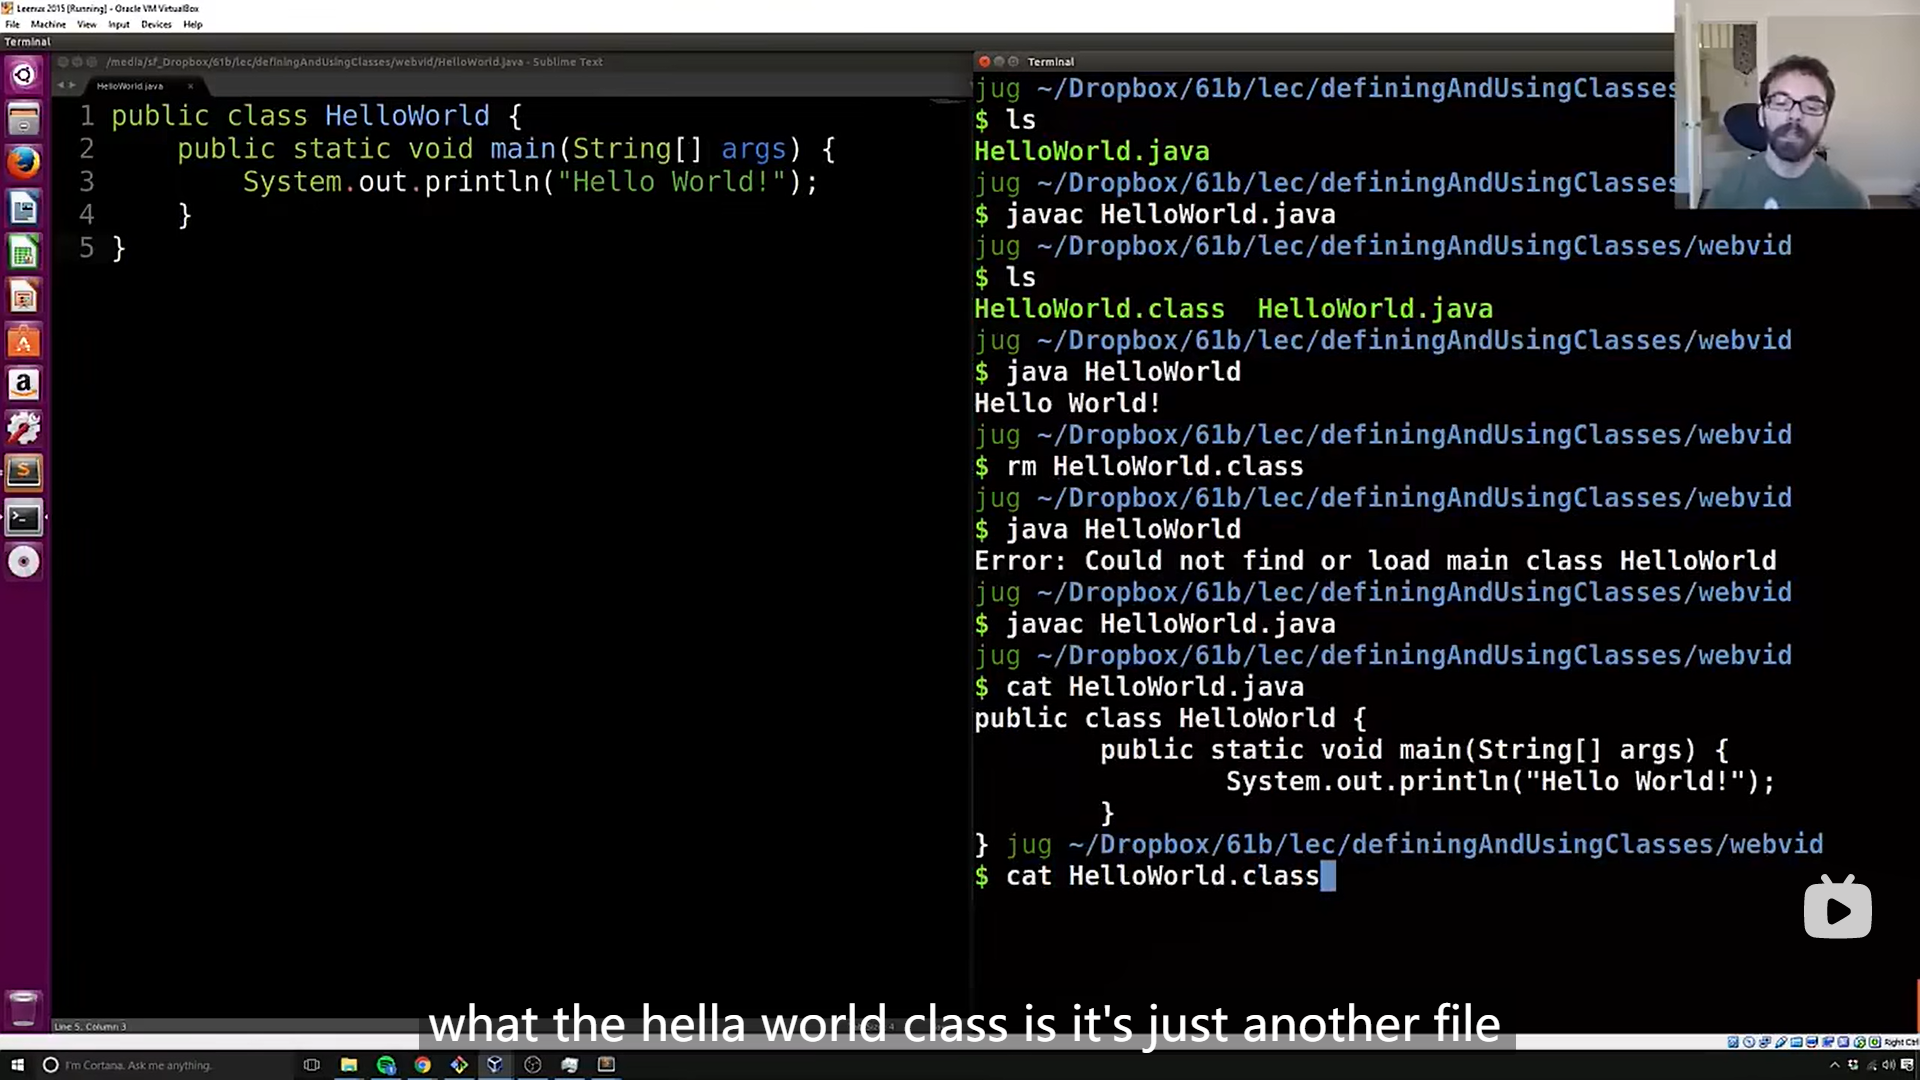 Leenux 2015 [Running] - Oracle VM VirtualBox
File Machine View Input Devices Help
Terminal
/media/sf_Dropbox/61b/lec/definingAndUsingClasses/webvid/HelloWorld.java - Sublime Text
HelloWorld.java
1 public class HelloWorld {
2     public static void main(String[] args) {
3         System.out.println("Hello World!");
4     }
5 }
Line 5, Column 3
Terminal
jug ~/Dropbox/61b/lec/definingAndUsingClasses
$ ls
HelloWorld.java
jug ~/Dropbox/61b/lec/definingAndUsingClasses
$ javac HelloWorld.java
jug ~/Dropbox/61b/lec/definingAndUsingClasses/webvid
$ ls
HelloWorld.class  HelloWorld.java
jug ~/Dropbox/61b/lec/definingAndUsingClasses/webvid
$ java HelloWorld
Hello World!
jug ~/Dropbox/61b/lec/definingAndUsingClasses/webvid
$ rm HelloWorld.class
jug ~/Dropbox/61b/lec/definingAndUsingClasses/webvid
$ java HelloWorld
Error: Could not find or load main class HelloWorld
jug ~/Dropbox/61b/lec/definingAndUsingClasses/webvid
$ javac HelloWorld.java
jug ~/Dropbox/61b/lec/definingAndUsingClasses/webvid
$ cat HelloWorld.java
public class HelloWorld {
        public static void main(String[] args) {
                System.out.println("Hello World!");
        }
} jug ~/Dropbox/61b/lec/definingAndUsingClasses/webvid
$ cat HelloWorld.class
what the hella world class is it's just another file
Right Ctrl
I'm Cortana. Ask me anything.